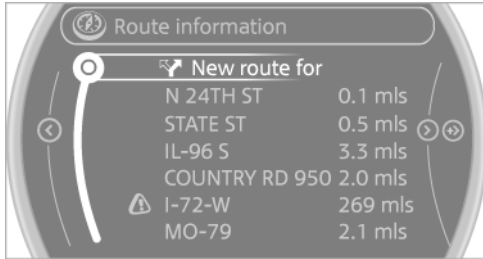 Route information
New route for
N 24TH ST 0.1 mls
STATE ST 0.5 mls
IL-96 S 3.3 mls
COUNTRY RD 950 2.0 mls
I-72-W 269 mls
MO-79 2.1 mls